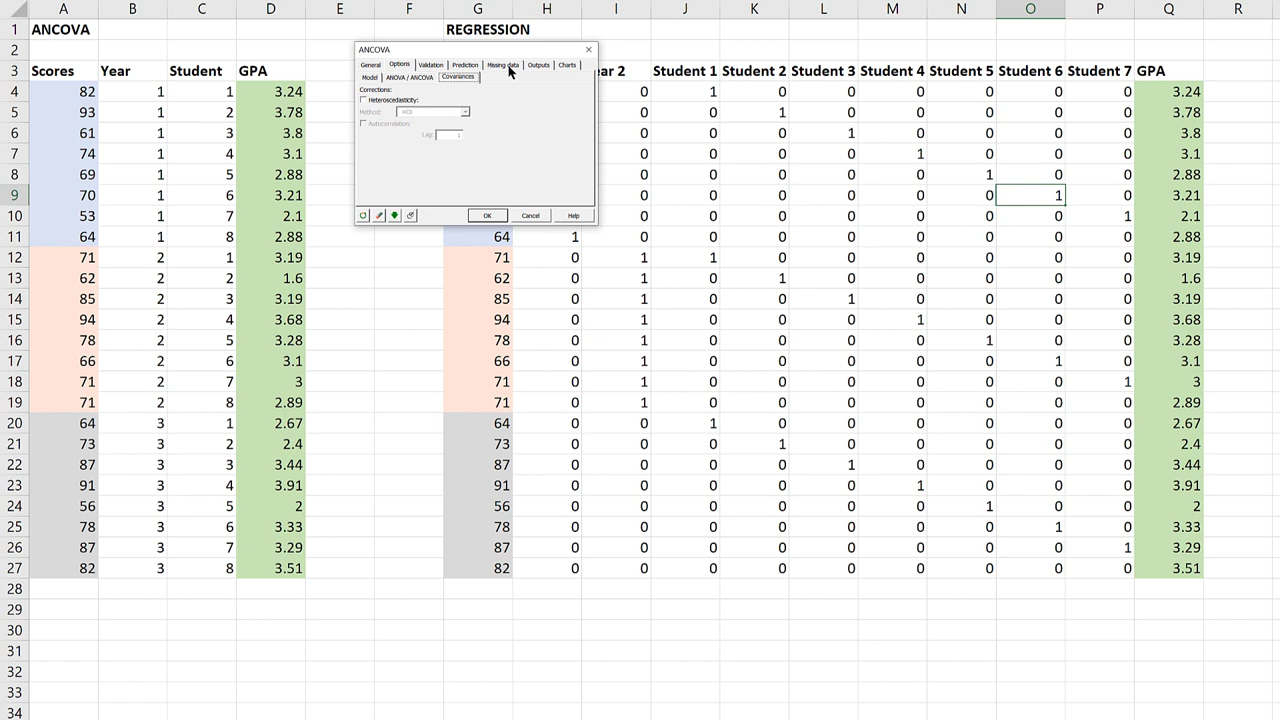 A B C D E F G H I J K L M N O P Q R
1 ANCOVA REGRESSION
2
3 Scores Year Student GPA ear 2 Student 1 Student 2 Student 3 Student 4 Student 5 Student 6 Student 7 GPA
ANCOVA
General Options Validation Prediction Missing data Outputs Charts
Model ANOVA / ANCOVA Covariances
Corrections:
Heteroscedasticity:
Method: HC0
Autocorrelation:
Lag:
OK Cancel Help
4 82 1 1 3.24 0 1 0 0 0 0 0 0 3.24
5 93 1 2 3.78 0 0 1 0 0 0 0 0 3.78
6 61 1 3 3.8 0 0 0 1 0 0 0 0 3.8
7 74 1 4 3.1 0 0 0 0 1 0 0 0 3.1
8 69 1 5 2.88 0 0 0 0 0 1 0 0 2.88
9 70 1 6 3.21 0 0 0 0 0 0 1 0 3.21
10 53 1 7 2.1 0 0 0 0 0 0 0 1 2.1
11 64 1 8 2.88 64 1 0 0 0 0 0 0 0 0 2.88
12 71 2 1 3.19 71 0 1 1 0 0 0 0 0 0 3.19
13 62 2 2 1.6 62 0 1 0 1 0 0 0 0 0 1.6
14 85 2 3 3.19 85 0 1 0 0 1 0 0 0 0 3.19
15 94 2 4 3.68 94 0 1 0 0 0 1 0 0 0 3.68
16 78 2 5 3.28 78 0 1 0 0 0 0 1 0 0 3.28
17 66 2 6 3.1 66 0 1 0 0 0 0 0 1 0 3.1
18 71 2 7 3 71 0 1 0 0 0 0 0 0 1 3
19 71 2 8 2.89 71 0 1 0 0 0 0 0 0 0 2.89
20 64 3 1 2.67 64 0 0 1 0 0 0 0 0 0 2.67
21 73 3 2 2.4 73 0 0 0 1 0 0 0 0 0 2.4
22 87 3 3 3.44 87 0 0 0 0 1 0 0 0 0 3.44
23 91 3 4 3.91 91 0 0 0 0 0 1 0 0 0 3.91
24 56 3 5 2 56 0 0 0 0 0 0 1 0 0 2
25 78 3 6 3.33 78 0 0 0 0 0 0 0 1 0 3.33
26 87 3 7 3.29 87 0 0 0 0 0 0 0 0 1 3.29
27 82 3 8 3.51 82 0 0 0 0 0 0 0 0 0 3.51
28
29
30
31
32
33
34